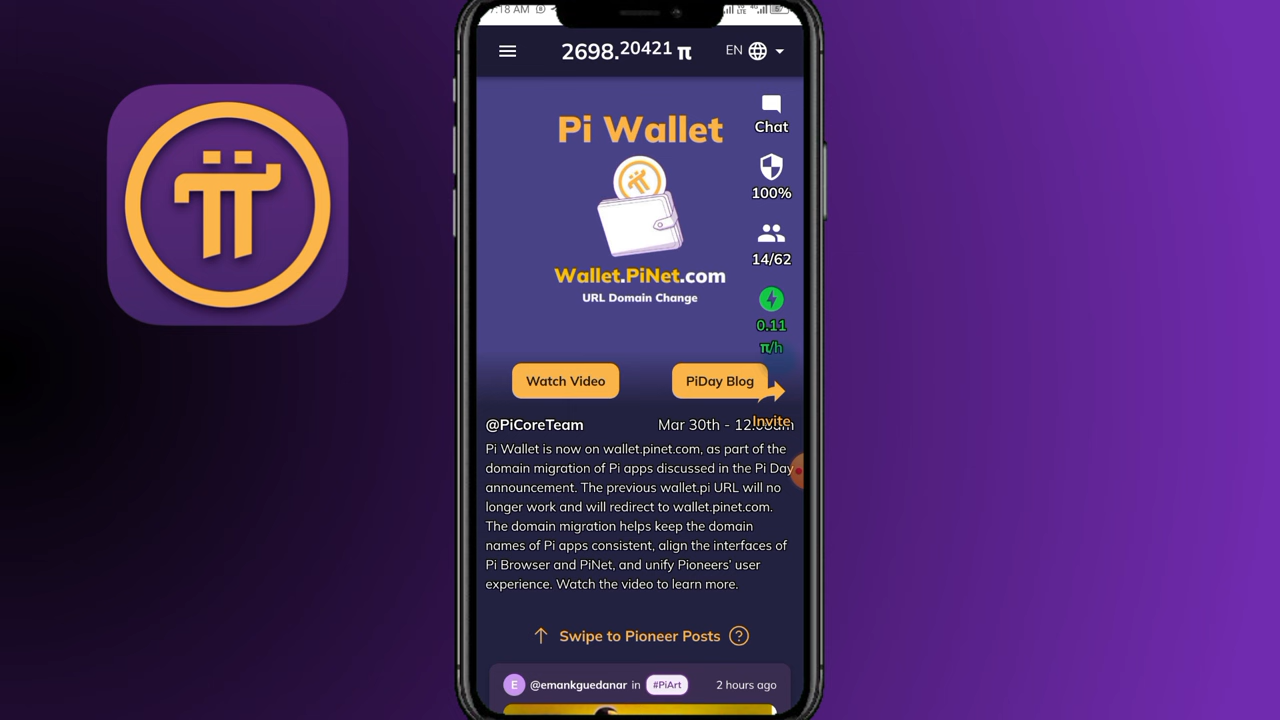 2698.20421 π
EN
Pi Wallet
Chat
100%
14/62
Wallet.PiNet.com
URL Domain Change
0.11
π/h
Watch Video
PiDay Blog
Invite
@PiCoreTeam
Mar 30th -
Pi Wallet is now on wallet.pinet.com, as part of the
domain migration of Pi apps discussed in the Pi Day
announcement. The previous wallet.pi URL will no
longer work and will redirect to wallet.pinet.com.
The domain migration helps keep the domain
names of Pi apps consistent, align the interfaces of
Pi Browser and PiNet, and unify Pioneers' user
experience. Watch the video to learn more.
Swipe to Pioneer Posts ?
E @emankguedanar in #PiArt 2 hours ago